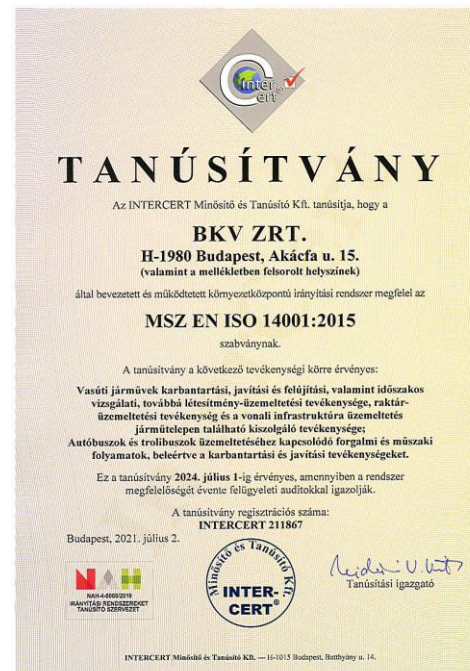 Inter
Cert
TANÚSÍTVÁNY
Az INTERCERT Minősítő és Tanúsító Kft. tanúsítja, hogy a
BKV ZRT.
H-1980 Budapest, Akácfa u. 15.
(valamint a mellékletben felsorolt helyszínek)
által bevezetett és működtetett környezetközpontú irányítási rendszer megfelel az
MSZ EN ISO 14001:2015
szabványnak.
A tanúsítvány a következő tevékenységi körre érvényes:
Vasúti járművek karbantartási, javítási és felújítási, valamint időszakos
vizsgálati, továbbá létesítmény-üzemeltetési tevékenysége, raktár-
üzemeltetési tevékenység és a vonali infrastruktúra üzemeltetés
járműtelepen található kiszolgáló tevékenysége;
Autóbuszok és trolibuszok üzemeltetéséhez kapcsolódó forgalmi és műszaki
folyamatok, beleértve a karbantartási és javítási tevékenységeket.
Ez a tanúsítvány 2024. július 1-ig érvényes, amennyiben a rendszer
megfelelőségét évente felügyeleti auditokkal igazolják.
A tanúsítvány regisztrációs száma:
INTERCERT 211867
Budapest, 2021. július 2.
NAH
NAH-4-0069/2019
IRÁNYÍTÁSI RENDSZEREKET
TANÚSÍTÓ SZERVEZET
Minősítő és Tanúsító Kft.
INTER-
CERT®
Tanúsítási igazgató
INTERCERT Minősítő és Tanúsító Kft. — H-1015 Budapest, Batthyány u. 14.